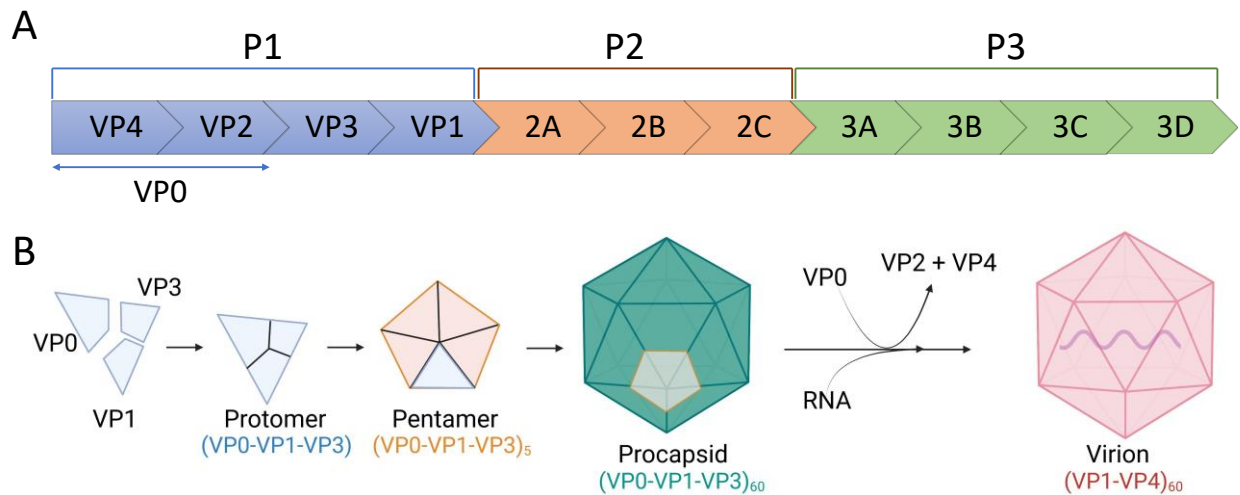 A
P1 P2 P3
VP4 VP2 VP3 VP1 2A 2B 2C 3A 3B 3C 3D
VP0
B
VP3
VP0
VP1
Protomer
(VP0-VP1-VP3)
Pentamer
(VP0-VP1-VP3)5
Procapsid
(VP0-VP1-VP3)60
VP0
VP2 + VP4
RNA
Virion
(VP1-VP4)60